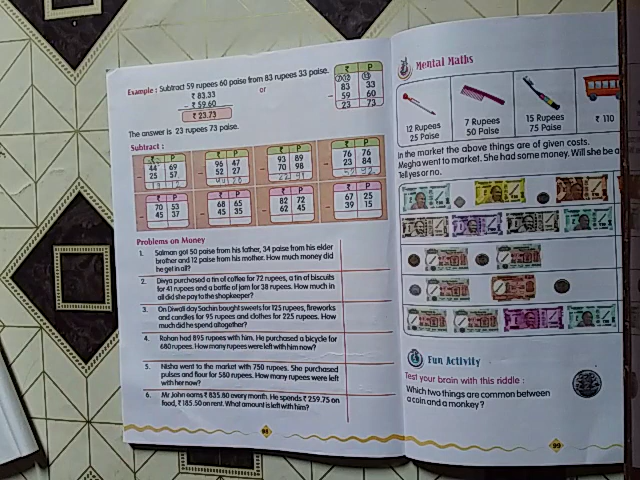 Example : Subtract 59 rupees 60 paise from 83 rupees 33 paise.
₹ 83.33
- ₹ 59.60
₹ 23.73
or
₹ P
83 33
- 59 60
23 73
The answer is 23 rupees 73 paise.
Subtract :
₹ P
44 69
- 25 57
₹ P
96 47
- 52 27
₹ P
93 89
- 70 98
₹ P
76 76
- 23 84
₹ P
70 53
- 45 37
₹ P
68 65
- 45 35
₹ P
82 72
- 62 45
₹ P
67 25
- 39 15
Problems on Money
1. Salman got 50 paise from his father, 34 paise from his elder
brother and 12 paise from his mother. How much money did
he get in all?
2. Divya purchased a tin of coffee for 72 rupees, a tin of biscuits
for 41 rupees and a bottle of jam for 38 rupees. How much in
all did she pay to the shopkeeper?
3. On Diwali day Sachin bought sweets for 125 rupees, fireworks
and candles for 95 rupees and clothes for 225 rupees. How
much did he spend altogether?
4. Rohan had 895 rupees with him. He purchased a bicycle for
680 rupees. How many rupees were left with him now?
5. Nisha went to the market with 750 rupees. She purchased
pulses and flour for 580 rupees. How many rupees were left
with her now?
6. Mr John earns ₹ 835.80 every month. He spends ₹ 259.75 on
food, ₹ 185.50 on rent. What amount is left with him?
Mental Maths
12 Rupees
25 Paise
7 Rupees
50 Paise
15 Rupees
75 Paise
₹ 110
In the market the above things are of given costs.
Megha went to market. She had some money. Will she be a
Tell yes or no.
Fun Activity
Test your brain with this riddle :
Which two things are common between
a coin and a monkey?
99